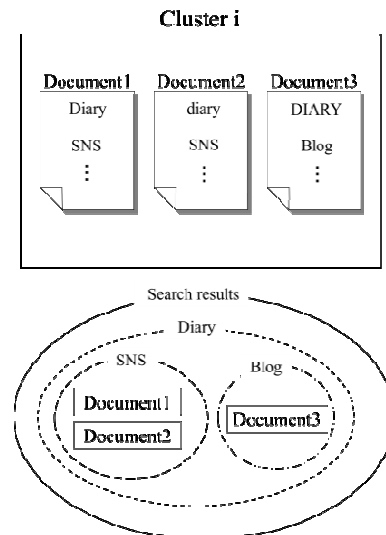 Cluster i
Document1 Document2 Document3
Diary diary DIARY
SNS SNS Blog
⋮ ⋮ ⋮
Search results
Diary
SNS Blog
Document1
Document2
Document3